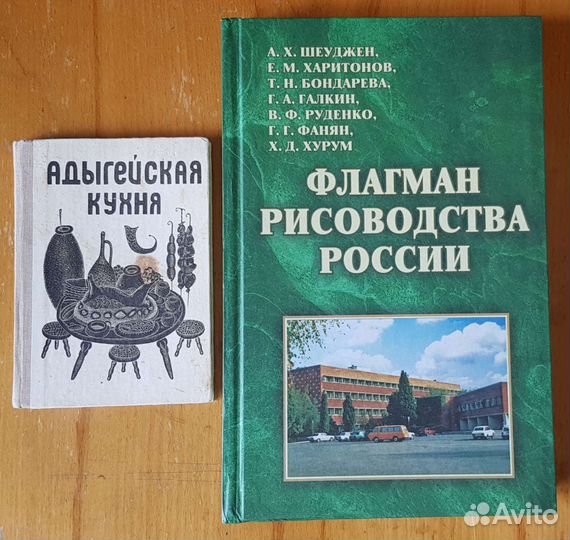 АДЫГЕЙСКАЯ
КУХНЯ
А. Х. ШЕУДЖЕН,
Е. М. ХАРИТОНОВ,
Т. Н. БОНДАРЕВА,
Г. А. ГАЛКИН,
В. Ф. РУДЕНКО,
Г. Г. ФАНЯН,
Х. Д. ХУРУМ
ФЛАГМАН
РИСОВОДСТВА
РОССИИ
Avito